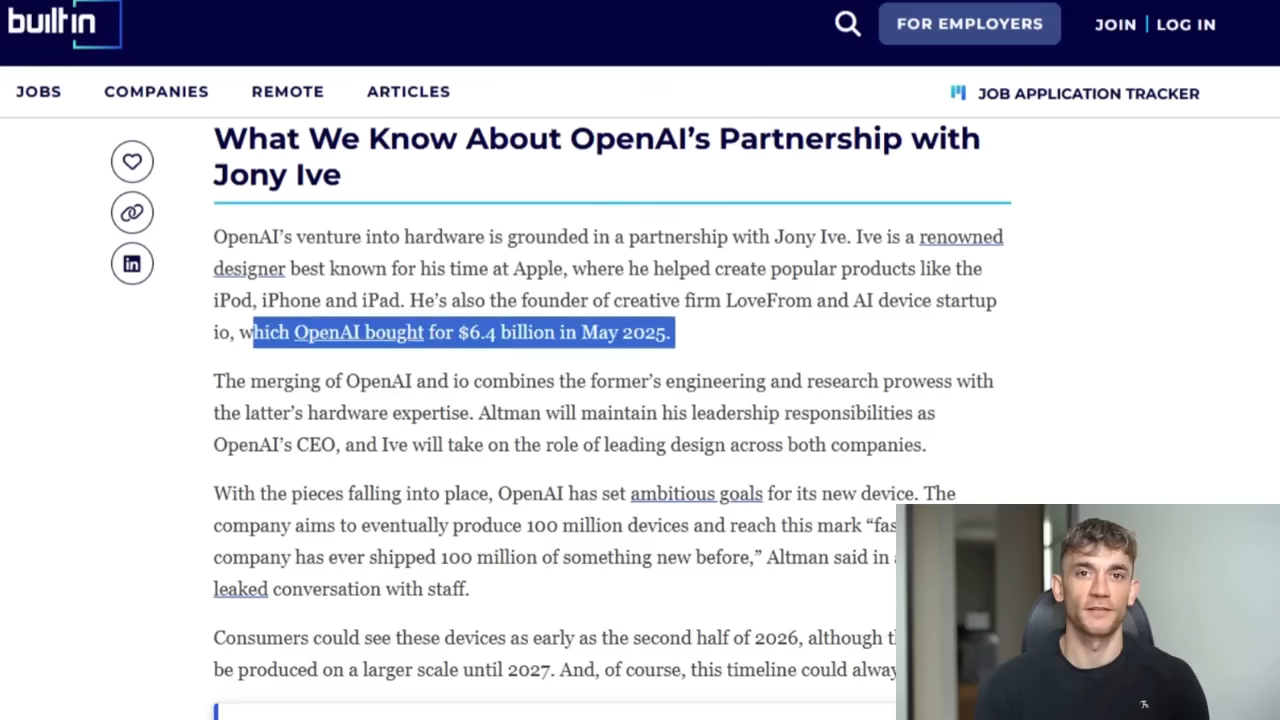 built in
FOR EMPLOYERS
JOIN | LOG IN
JOBS
COMPANIES
REMOTE
ARTICLES
JOB APPLICATION TRACKER
What We Know About OpenAI’s Partnership with
Jony Ive
OpenAI’s venture into hardware is grounded in a partnership with Jony Ive. Ive is a renowned
designer best known for his time at Apple, where he helped create popular products like the
iPod, iPhone and iPad. He’s also the founder of creative firm LoveFrom and AI device startup
io, which OpenAI bought for $6.4 billion in May 2025.
The merging of OpenAI and io combines the former’s engineering and research prowess with
the latter’s hardware expertise. Altman will maintain his leadership responsibilities as
OpenAI’s CEO, and Ive will take on the role of leading design across both companies.
With the pieces falling into place, OpenAI has set ambitious goals for its new device. The
company aims to eventually produce 100 million devices and reach this mark “fas
company has ever shipped 100 million of something new before,” Altman said in
leaked conversation with staff.
Consumers could see these devices as early as the second half of 2026, although
be produced on a larger scale until 2027. And, of course, this timeline could alway